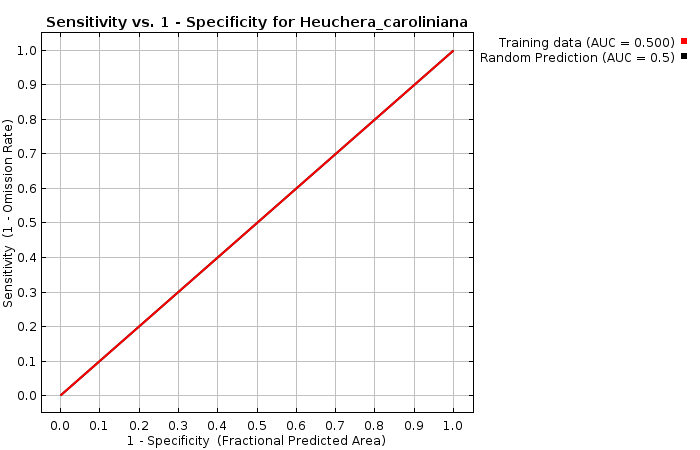 Sensitivity vs. 1 - Specificity for Heuchera_caroliniana
Training data (AUC = 0.500)
Random Prediction (AUC = 0.5)
Sensitivity (1 - Omission Rate)
1.0
0.9
0.8
0.7
0.6
0.5
0.4
0.3
0.2
0.1
0.0
0.0 0.1 0.2 0.3 0.4 0.5 0.6 0.7 0.8 0.9 1.0
1 - Specificity (Fractional Predicted Area)